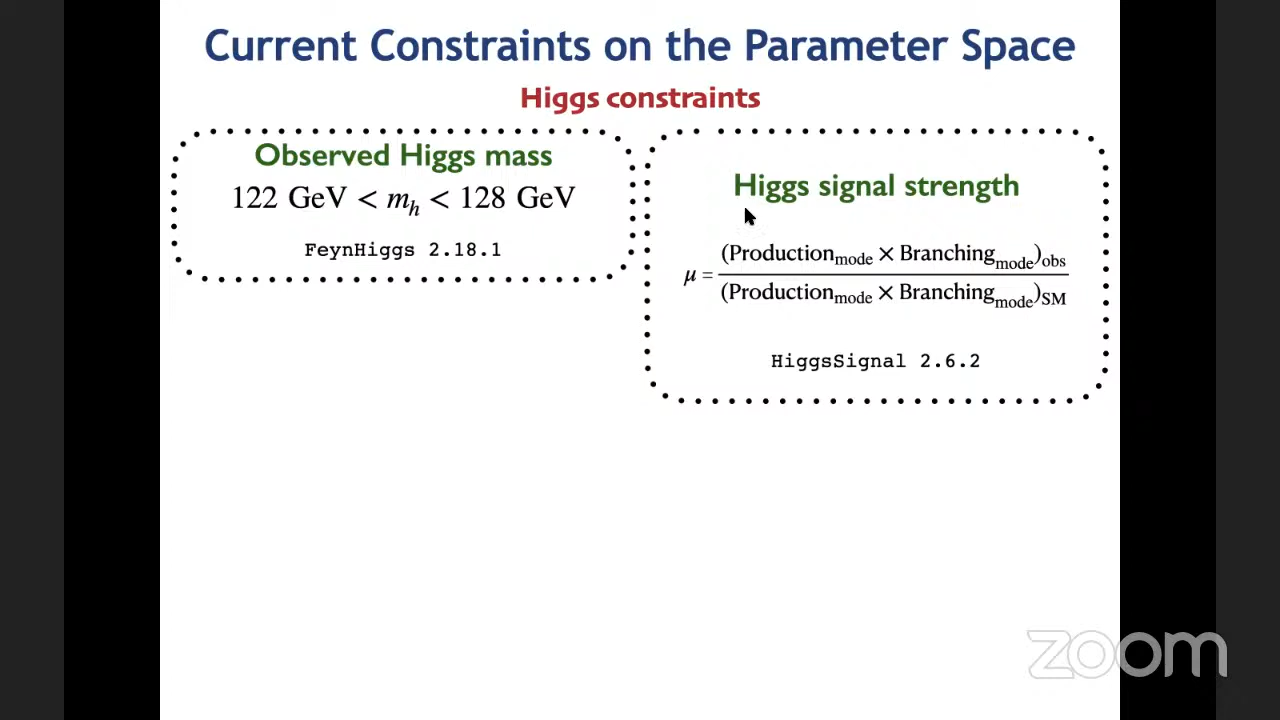 Current Constraints on the Parameter Space
Higgs constraints
Observed Higgs mass
122 GeV < m_h < 128 GeV
FeynHiggs 2.18.1
Higgs signal strength
μ = (Production_mode × Branching_mode)_obs
(Production_mode × Branching_mode)_SM
HiggsSignal 2.6.2
zoom